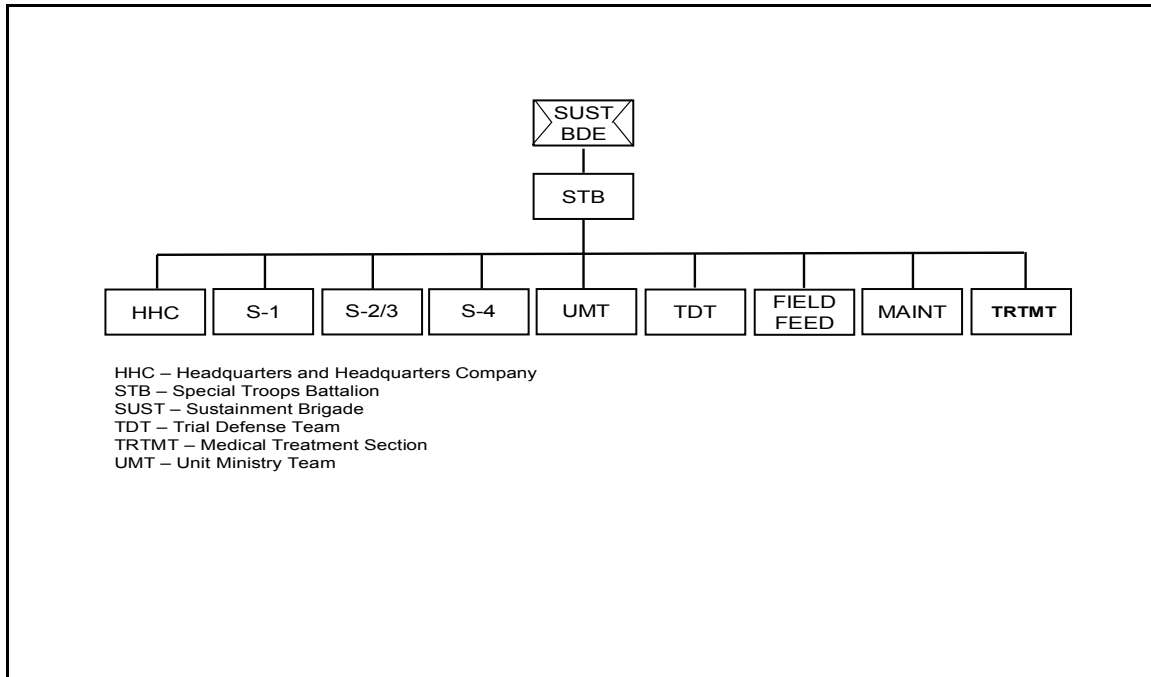 SUST
BDE
STB
HHC
S-1
S-2/3
S-4
UMT
TDT
FIELD
FEED
MAINT
TRTMT
HHC – Headquarters and Headquarters Company
STB – Special Troops Battalion
SUST – Sustainment Brigade
TDT – Trial Defense Team
TRTMT – Medical Treatment Section
UMT – Unit Ministry Team